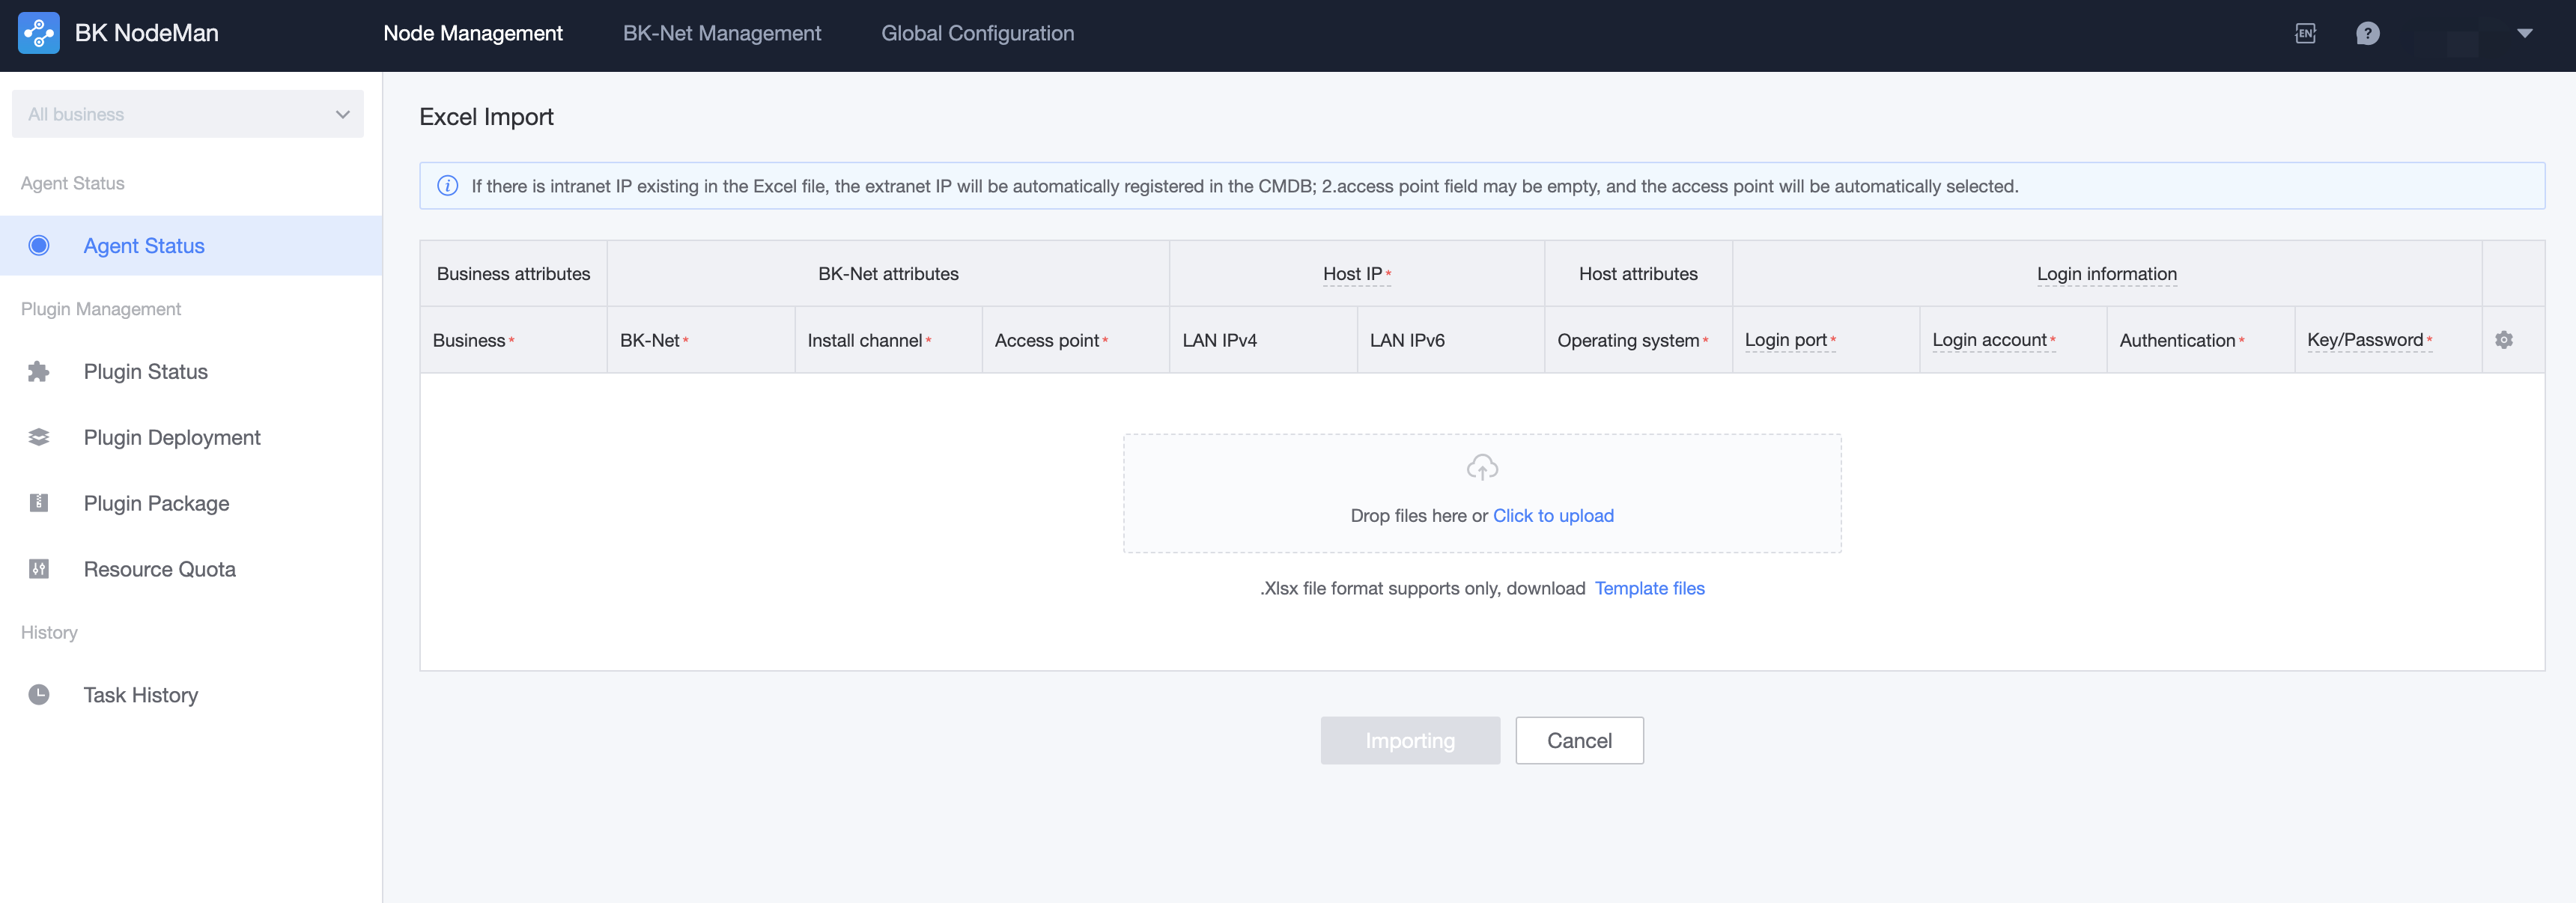 BK NodeMan
Node Management
BK-Net Management
Global Configuration
EN
?
All business
Agent Status
Agent Status
Plugin Management
Plugin Status
Plugin Deployment
Plugin Package
Resource Quota
History
Task History
Excel Import
If there is intranet IP existing in the Excel file, the extranet IP will be automatically registered in the CMDB; 2.access point field may be empty, and the access point will be automatically selected.
Business attributes
BK-Net attributes
Host IP*
Host attributes
Login information
Business*
BK-Net*
Install channel*
Access point*
LAN IPv4
LAN IPv6
Operating system*
Login port*
Login account*
Authentication*
Key/Password*
Drop files here or Click to upload
.Xlsx file format supports only, download Template files
Importing
Cancel